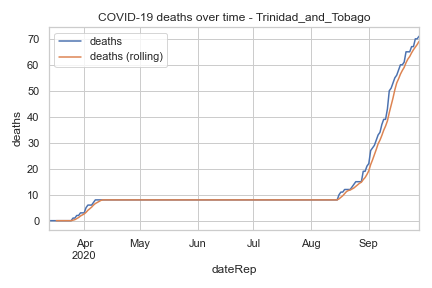 COVID-19 deaths over time - Trinidad_and_Tobago
deaths
deaths (rolling)
deaths
70
60
50
40
30
20
10
0
Apr May Jun Jul Aug Sep
2020
dateRep